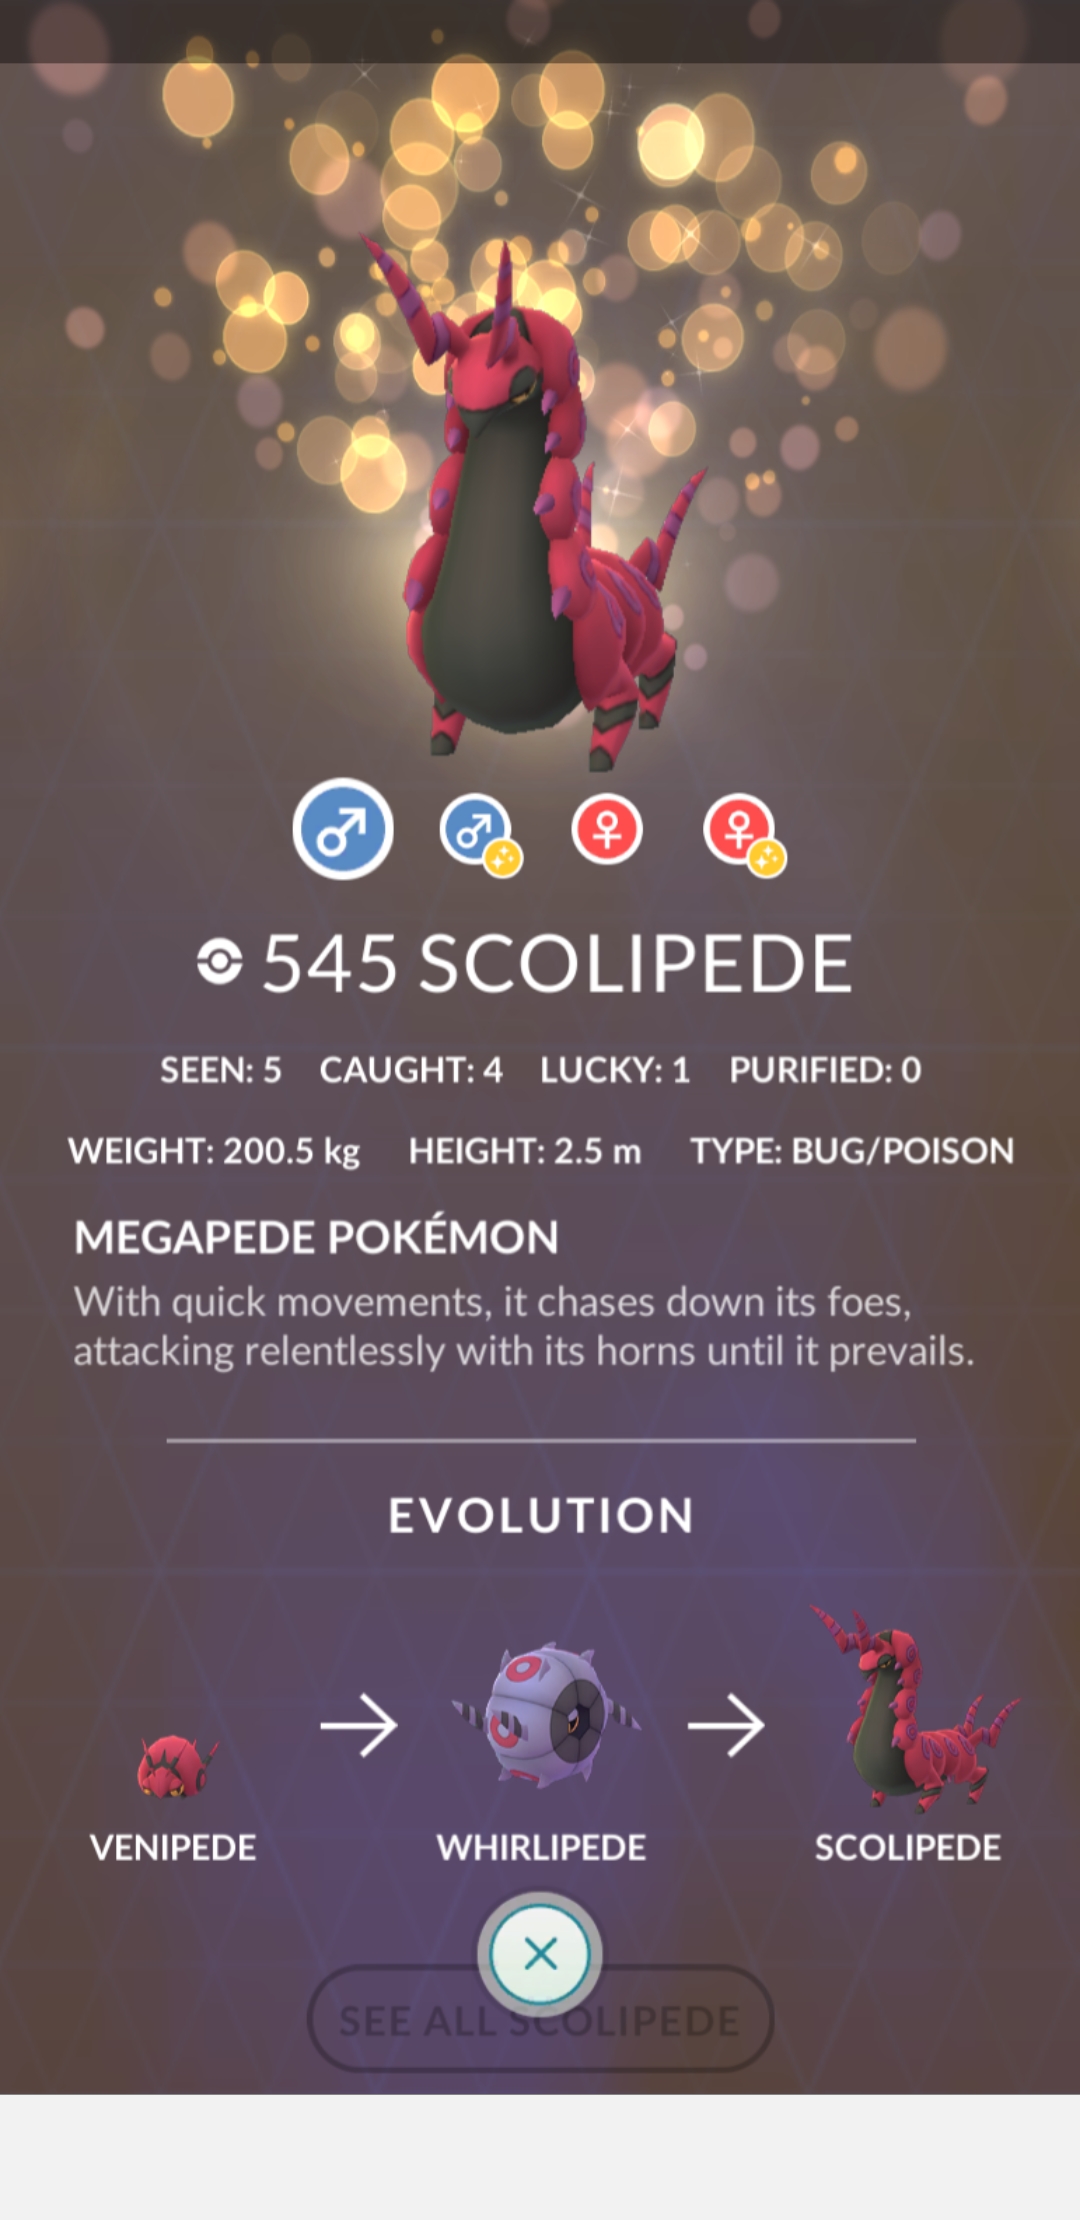 545 SCOLIPEDE
SEEN: 5 CAUGHT: 4 LUCKY: 1 PURIFIED: 0
WEIGHT: 200.5 kg HEIGHT: 2.5 m TYPE: BUG/POISON
MEGAPEDE POKÉMON
With quick movements, it chases down its foes,
attacking relentlessly with its horns until it prevails.
EVOLUTION
VENIPEDE WHIRLIPEDE SCOLIPEDE
SEE ALL SCOLIPEDE